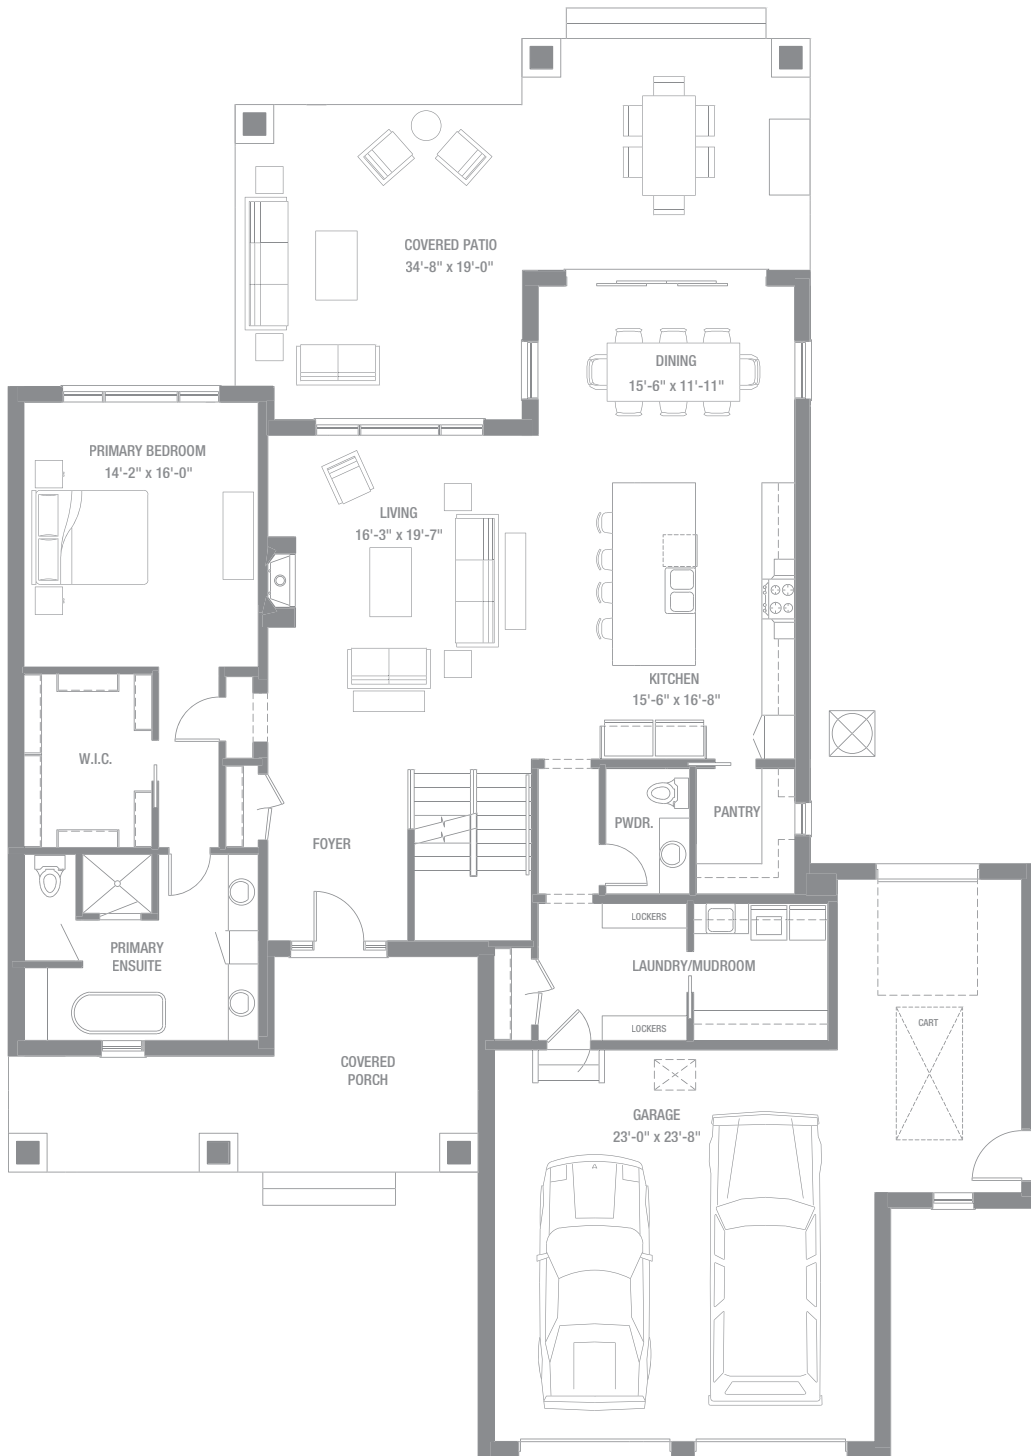 COVERED PATIO
34'-8" x 19'-0"
DINING
15'-6" x 11'-11"
PRIMARY BEDROOM
14'-2" x 16'-0"
LIVING
16'-3" x 19'-7"
KITCHEN
15'-6" x 16'-8"
W.I.C.
PWDR.
PANTRY
FOYER
LOCKERS
PRIMARY
ENSUITE
LAUNDRY/MUDROOM
LOCKERS
CART
COVERED
PORCH
GARAGE
23'-0" x 23'-8"